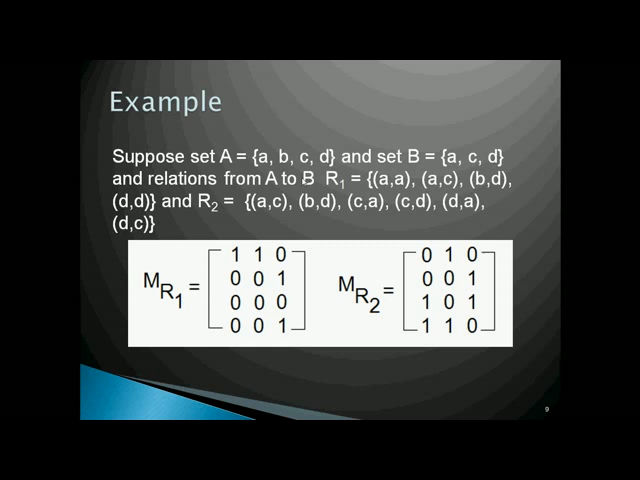 Example
Suppose set A = {a, b, c, d} and set B = {a, c, d}
and relations from A to B R1 = {(a,a), (a,c), (b,d),
(d,d)} and R2 = {(a,c), (b,d), (c,a), (c,d), (d,a),
(d,c)}
MR1 =
1 1 0
0 0 1
0 0 0
0 0 1
MR2 =
0 1 0
0 0 1
1 0 1
1 1 0
9